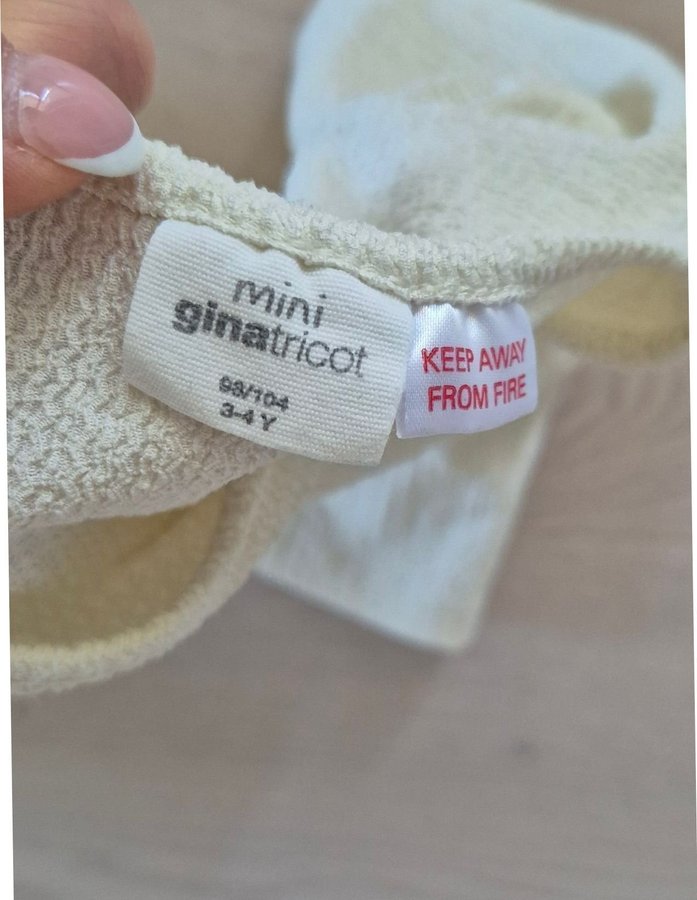 mini
ginatricot
98/104
3-4 Y
KEEP AWAY
FROM FIRE